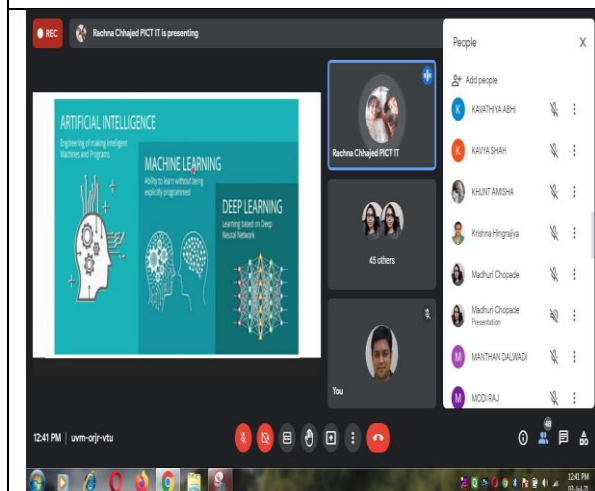 REC
Rachna Chhajed PICT IT is presenting
ARTIFICIAL INTELLIGENCE
Engineering of making Intelligent
Machines and Programs
MACHINE LEARNING
Ability to learn without being
explicitly programmed
DEEP LEARNING
Learning based on Deep
Neural Network
Rachna Chhajed PICT IT
45 others
You
People
Add people
K
KAVATHIYA ABHI
K
KAVYA SHAH
KHUNT AMISHA
Krishna Hingrajiya
Madhuri Chopade
Madhuri Chopade
Presentation
M
MANTHAN DALWADI
M
MODI RAJ
12:41 PM | uvm-orjr-vtu
48
12:41 PM
03-Jul-21